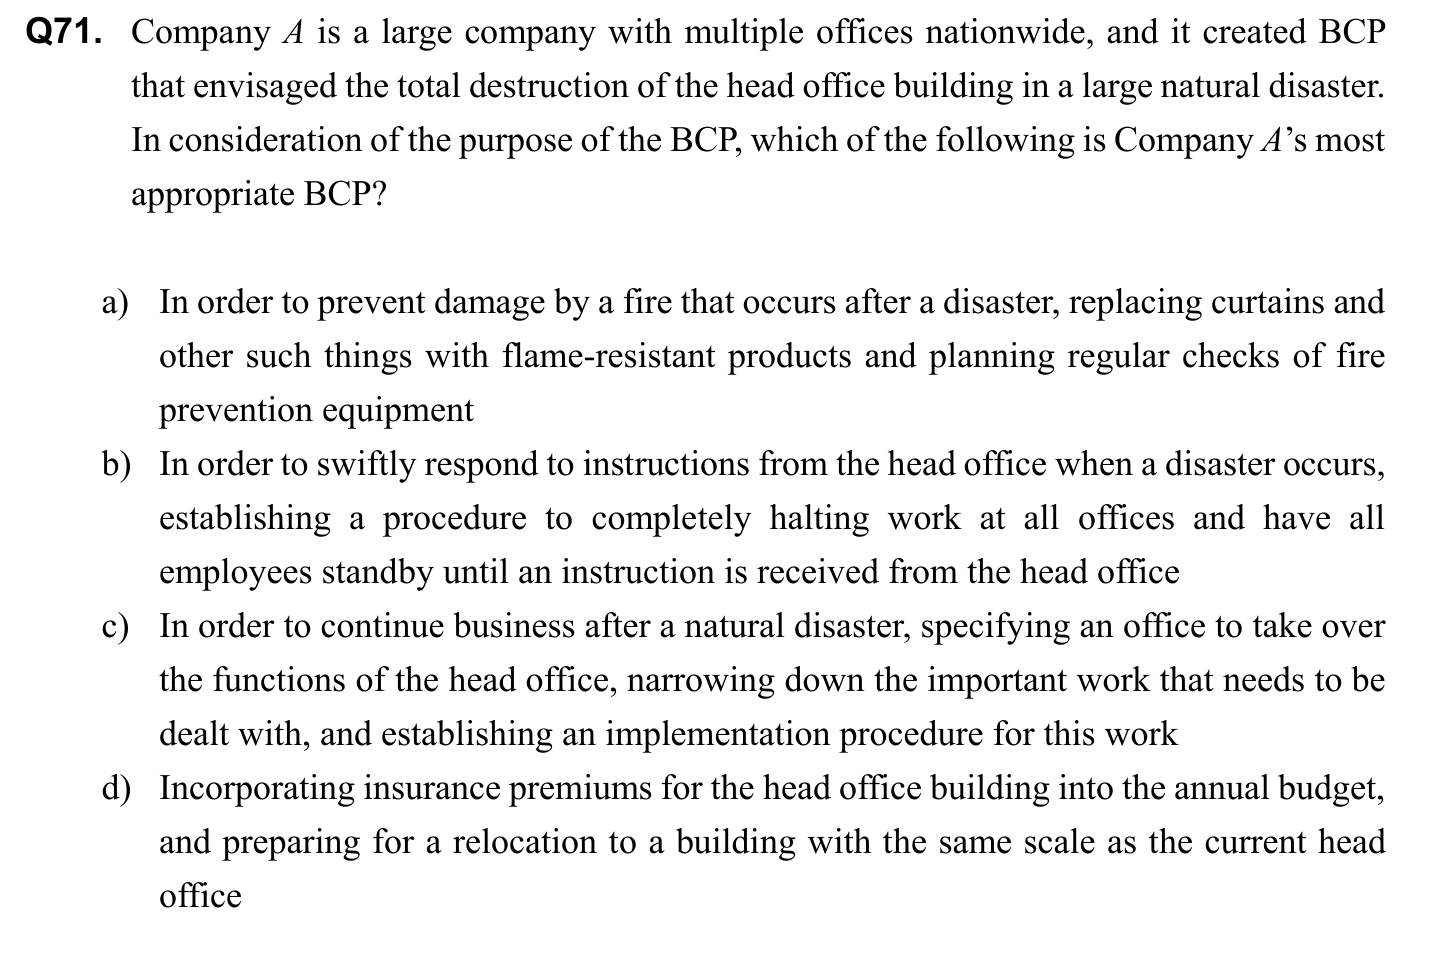 Q71. Company A is a large company with multiple offices nationwide, and it created BCP
that envisaged the total destruction of the head office building in a large natural disaster.
In consideration of the purpose of the BCP, which of the following is Company A’s most
appropriate BCP?
a) In order to prevent damage by a fire that occurs after a disaster, replacing curtains and
other such things with flame-resistant products and planning regular checks of fire
prevention equipment
b) In order to swiftly respond to instructions from the head office when a disaster occurs,
establishing a procedure to completely halting work at all offices and have all
employees standby until an instruction is received from the head office
c) In order to continue business after a natural disaster, specifying an office to take over
the functions of the head office, narrowing down the important work that needs to be
dealt with, and establishing an implementation procedure for this work
d) Incorporating insurance premiums for the head office building into the annual budget,
and preparing for a relocation to a building with the same scale as the current head
office